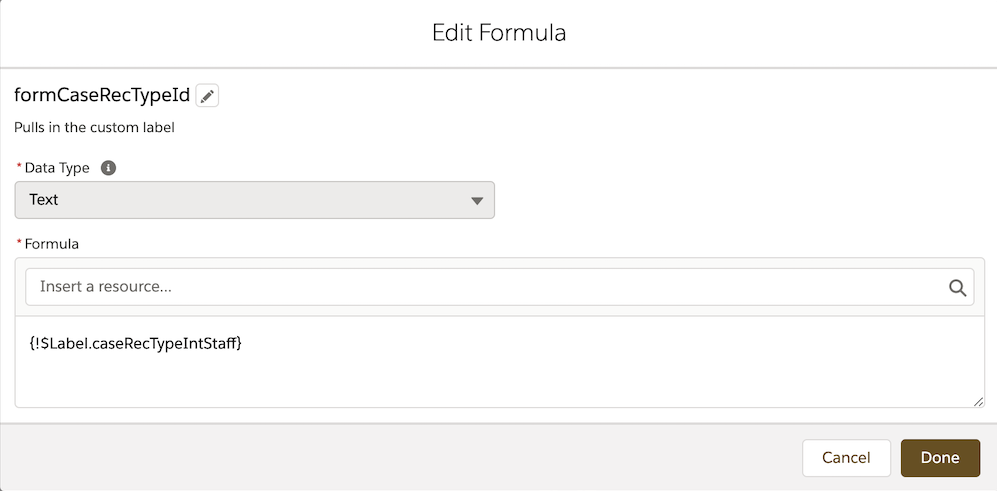 Edit Formula
formCaseRecTypeId
Pulls in the custom label
* Data Type
Text
* Formula
Insert a resource...
{!$Label.caseRecTypeIntStaff}
Cancel Done